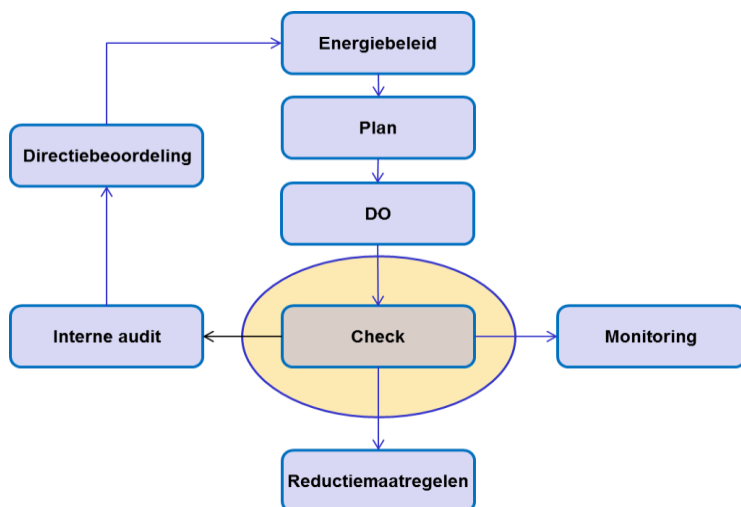 Energiebeleid
Plan
Directiebeoordeling
DO
Interne audit
Check
Monitoring
Reductiemaatregelen